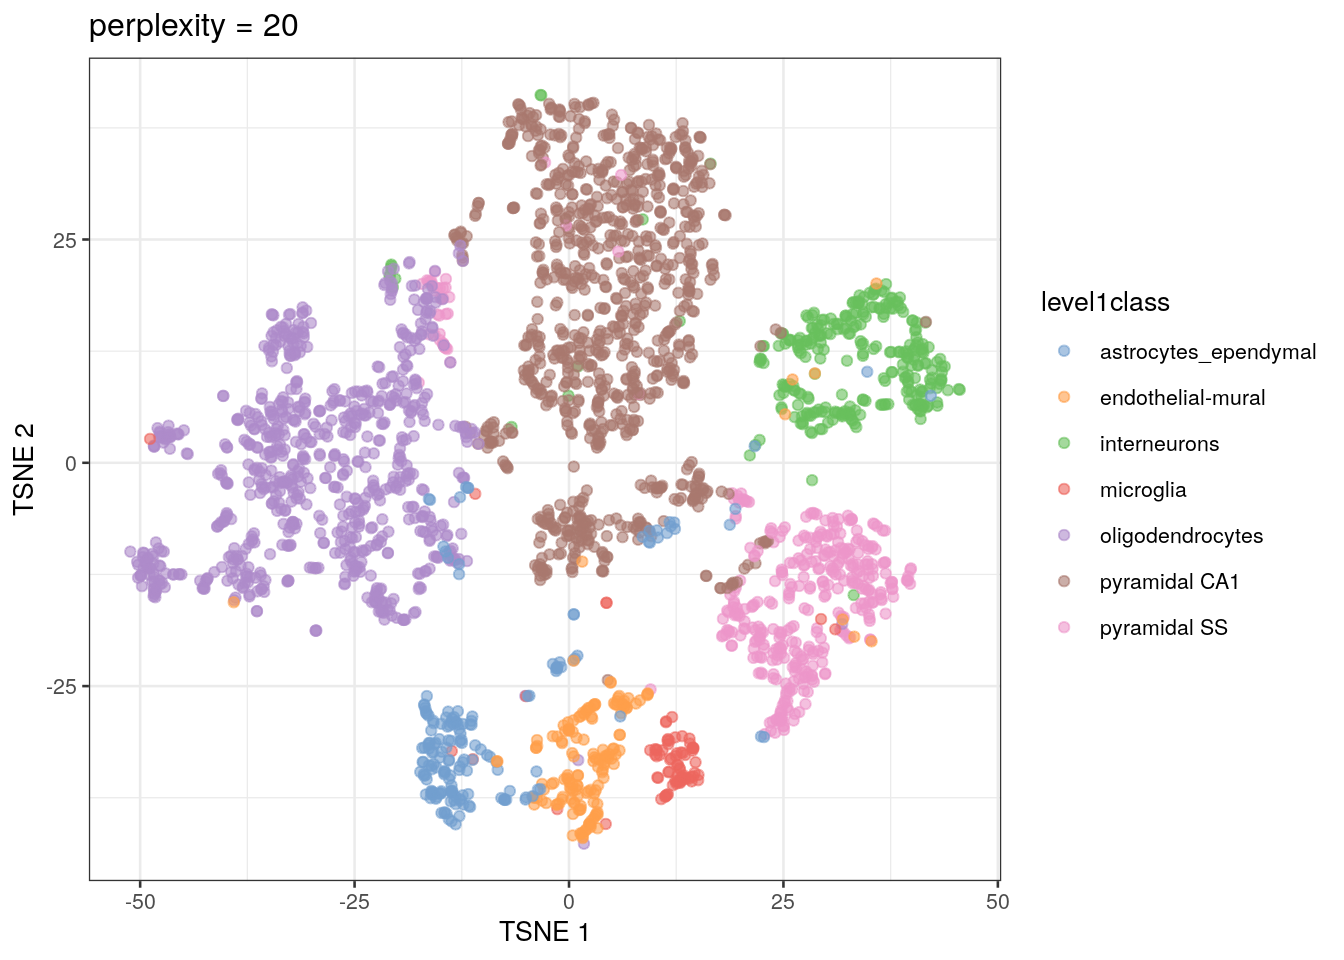 perplexity = 20
25
0
-25
-50
-25
0
25
50
TSNE 1
TSNE 2
level1class
astrocytes_ependymal
endothelial-mural
interneurons
microglia
oligodendrocytes
pyramidal CA1
pyramidal SS